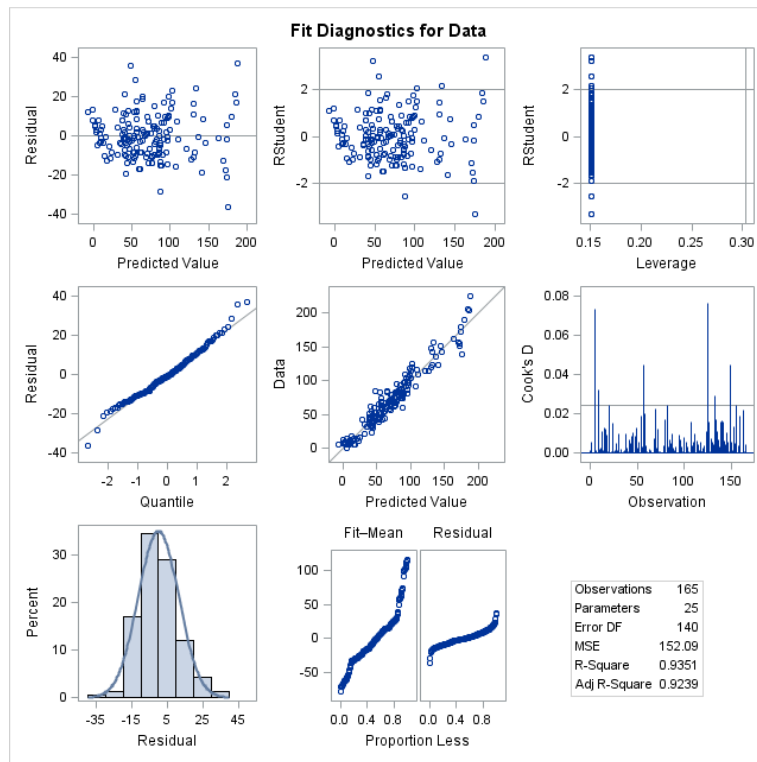 Fit Diagnostics for Data
40
20
0
-20
-40
Residual
0 50 100 150 200
Predicted Value
2
0
-2
RStudent
0 50 100 150 200
Predicted Value
2
0
-2
RStudent
0.15 0.20 0.25 0.30
Leverage
40
20
0
-20
-40
Residual
-2 -1 0 1 2
Quantile
200
150
100
50
0
Data
0 50 100 150 200
Predicted Value
0.08
0.06
0.04
0.02
0.00
Cook's D
0 50 100 150
Observation
30
20
10
0
Percent
-35 -15 5 25 45
Residual
Fit–Mean Residual
100
50
0
-50
0.0 0.4 0.8 0.0 0.4 0.8
Proportion Less
Observations 165
Parameters 25
Error DF 140
MSE 152.09
R-Square 0.9351
Adj R-Square 0.9239